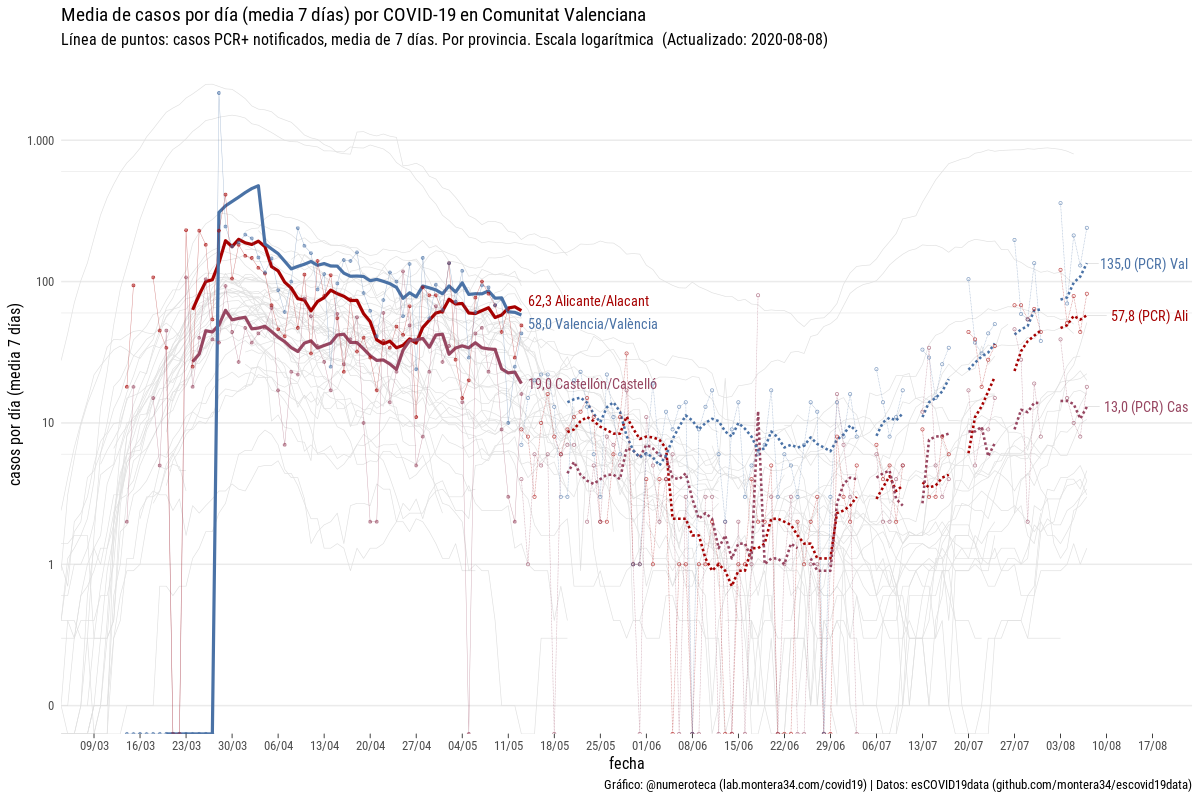 Media de casos por día (media 7 días) por COVID-19 en Comunitat Valenciana
Línea de puntos: casos PCR+ notificados, media de 7 días. Por provincia. Escala logarítmica (Actualizado: 2020-08-08)
casos por día (media 7 días)
1.000
100
10
1
0
62,3 Alicante/Alacant
58,0 Valencia/València
19,0 Castellón/Castelló
135,0 (PCR) Val
57,8 (PCR) Ali
13,0 (PCR) Cas
09/03 16/03 23/03 30/03 06/04 13/04 20/04 27/04 04/05 11/05 18/05 25/05 01/06 08/06 15/06 22/06 29/06 06/07 13/07 20/07 27/07 03/08 10/08 17/08
fecha
Gráfico: @numeroteca (lab.montera34.com/covid19) | Datos: esCOVID19data (github.com/montera34/escovid19data)